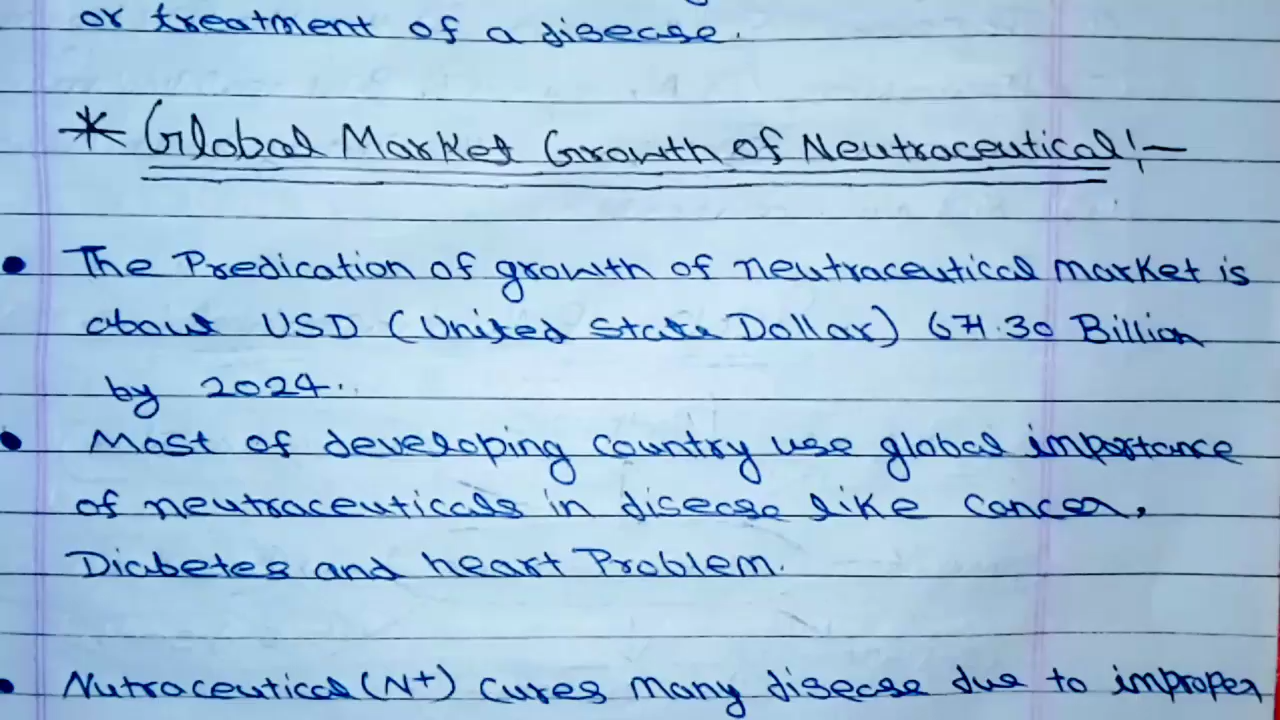 or treatment of a disease.
* Global Market Growth of Neutraceutical:-
• The Predication of growth of neutraceutical market is
about USD (United State Dollar) 671.30 Billion
by 2024.
• Most of developing country use global importance
of neutraceuticals in disease like cancer,
Diabetes and heart Problem.
• Nutraceutical (N+) cures many disease due to improper